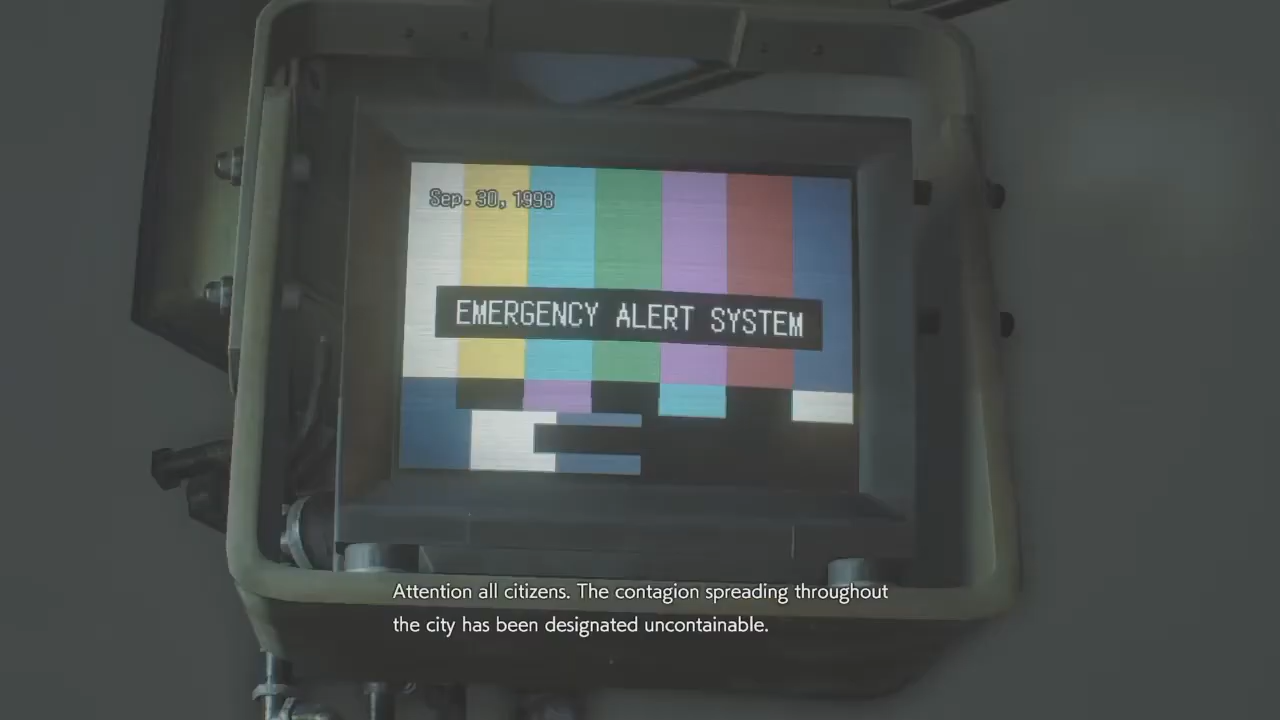 Sep. 30, 1998
EMERGENCY ALERT SYSTEM
Attention all citizens. The contagion spreading throughout
the city has been designated uncontainable.